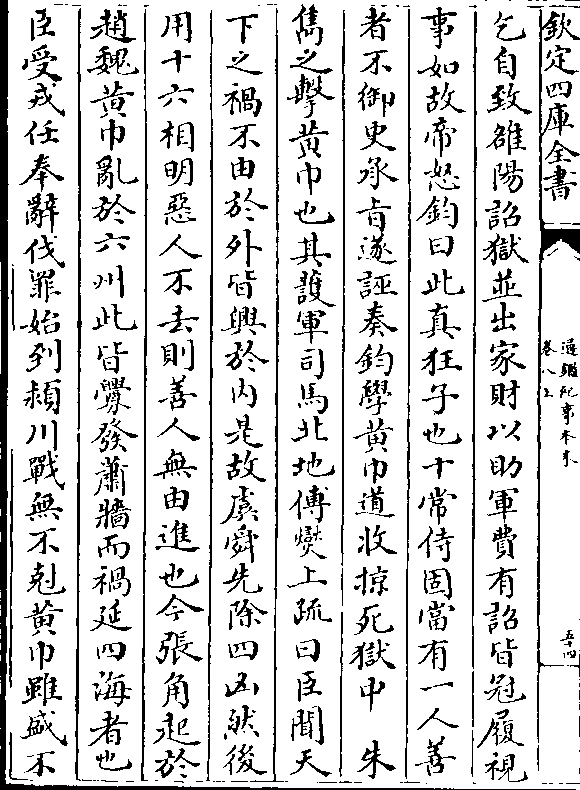 欽定四庫全書
通鑑紀事本末
卷八上
五十四
乞自致雒陽詔獄並出家財以助軍費有詔皆冠履視
事如故帝怒鈞曰此真狂子也十常侍固當有一人善
者不御史承㫖遂誣奏鈞學黃巾道收掠死獄中　朱
雋之擊黃巾也其護軍司馬北地傅燮上疏曰臣聞天
下之禍不由於外皆興於内是故虞舜先除四凶然後
用十六相明惡人不去則善人無由進也今張角起於
趙魏黃巾亂於六州此皆釁發蕭牆而禍延四海者也
臣受戎任奉辭伐罪始到潁川戰無不剋黃巾雖盛不